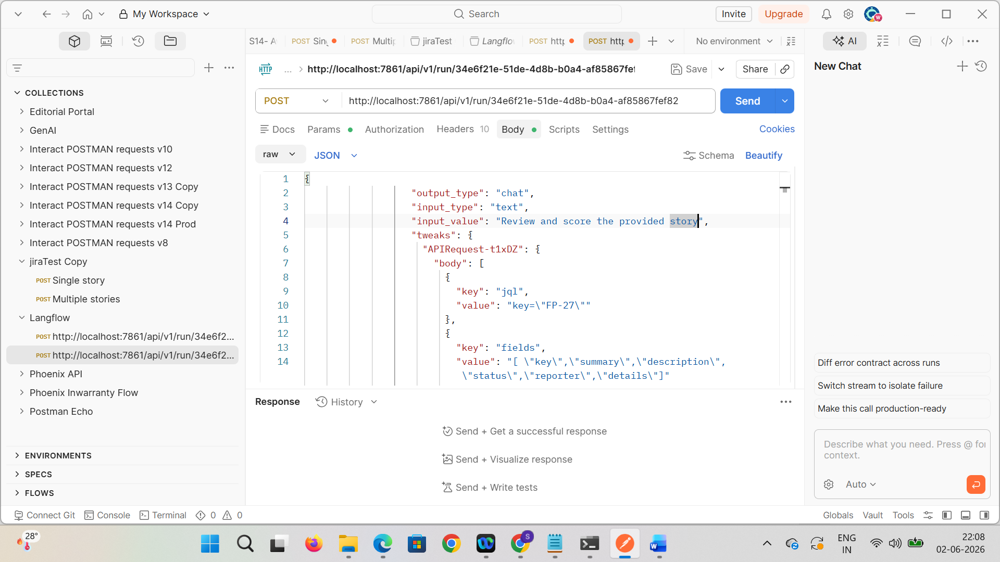 My Workspace
Search
Invite
Upgrade
W
S14- A
POST Sin
POST Multip
jiraTest
Langflo
POST htt
POST htt
No environment
AI
HTTP
...
http://localhost:7861/api/v1/run/34e6f21e-51de-4d8b-b0a4-af85867fef
Save
Share
New Chat
COLLECTIONS
Editorial Portal
GenAI
Interact POSTMAN requests v10
Interact POSTMAN requests v12
Interact POSTMAN requests v13 Copy
Interact POSTMAN requests v14 Copy
Interact POSTMAN requests v14 Prod
Interact POSTMAN requests v8
jiraTest Copy
POST Single story
POST Multiple stories
Langflow
POST http://localhost:7861/api/v1/run/34e6f2...
POST http://localhost:7861/api/v1/run/34e6f2...
Phoenix API
Phoenix Inwarranty Flow
Postman Echo
ENVIRONMENTS
SPECS
FLOWS
POST
http://localhost:7861/api/v1/run/34e6f21e-51de-4d8b-b0a4-af85867fef82
Send
Docs
Params
Authorization
Headers 10
Body
Scripts
Settings
Cookies
raw
JSON
Schema
Beautify
1 {
2 "output_type": "chat",
3 "input_type": "text",
4 "input_value": "Review and score the provided story",
5 "tweaks": {
6 "APIRequest-t1xDZ": {
7 "body": [
8 {
9 "key": "jql",
10 "value": "key=\"FP-27\""
11 },
12 {
13 "key": "fields",
14 "value": "[ \"key\",\"summary\",\"description\",
\"status\",\"reporter\",\"details\"]"
Response
History
Send + Get a successful response
Send + Visualize response
Send + Write tests
Diff error contract across runs
Switch stream to isolate failure
Make this call production-ready
Describe what you need. Press @ for
context.
Auto
Connect Git
Console
Terminal
0
0
Globals
Vault
Tools
28°
S
W
ENG
IN
22:08
02-06-2026